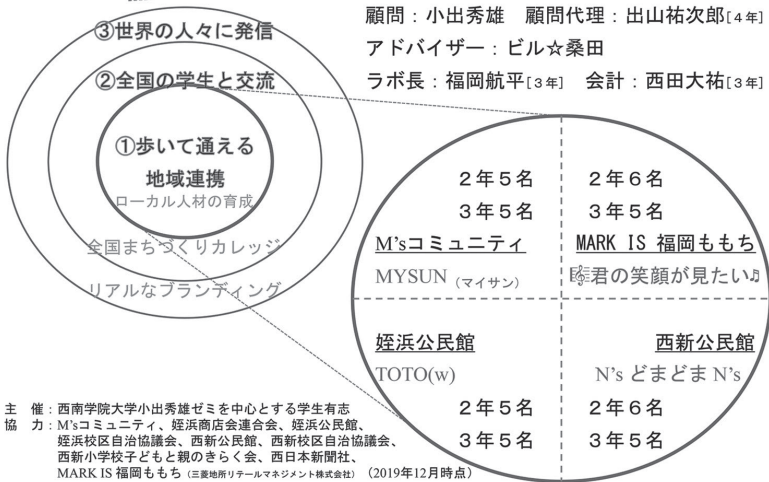 ③世界の人々に発信
②全国の学生と交流
①歩いて通える
地域連携
ローカル人材の育成
全国まちづくりカレッジ
リアルなブランディング
顧問：小出秀雄 顧問代理：出山祐次郎[４年]
アドバイザー：ビル☆桑田
ラボ長：福岡航平[３年] 会計：西田大祐[３年]
２年５名
３年５名
M'sコミュニティ
MYSUN（マイサン）
２年６名
３年５名
MARK IS 福岡ももち
君の笑顔が見たい♫
姪浜公民館
TOTO(w)
２年５名
３年５名
西新公民館
N's どまどま N's
２年６名
３年５名
主 催：西南学院大学小出秀雄ゼミを中心とする学生有志
協 力：M'sコミュニティ、姪浜商店会連合会、姪浜公民館、
姪浜校区自治協議会、西新公民館、西新校区自治協議会、
西新小学校子どもと親のきらく会、西日本新聞社、
MARK IS 福岡ももち（三菱地所リテールマネジメント株式会社）（2019年12月時点）